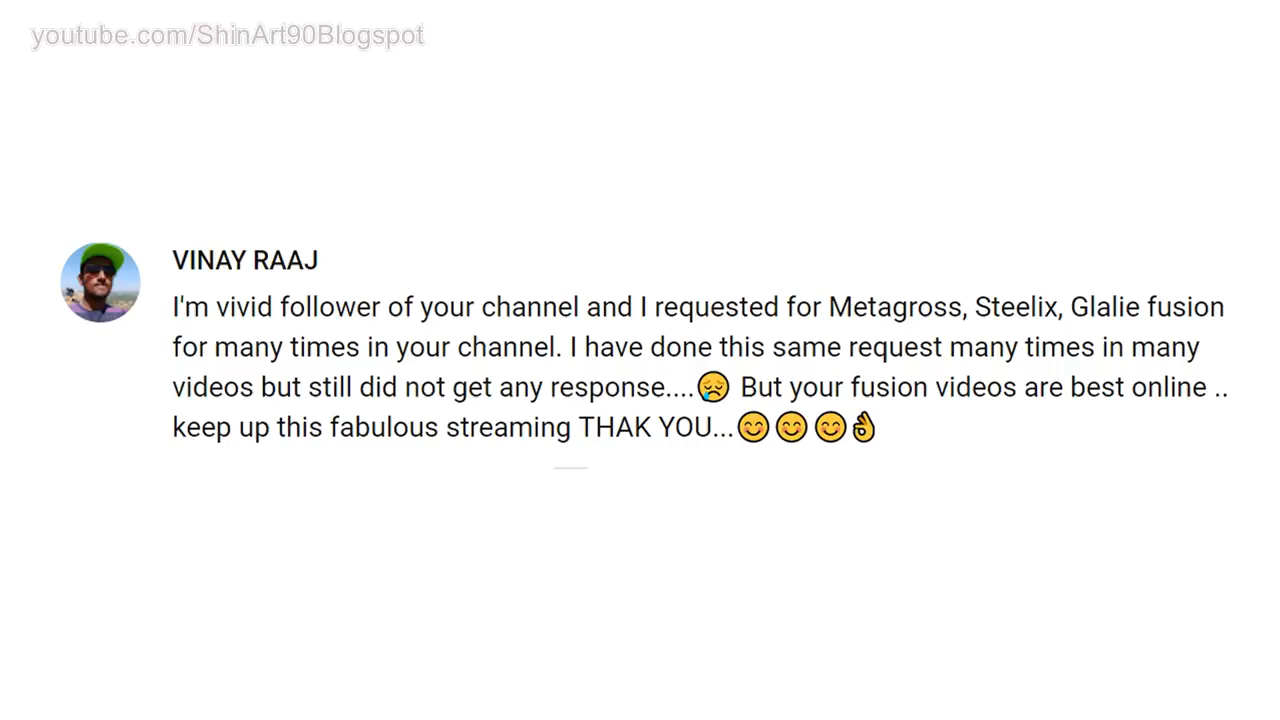 youtube.com/ShinArt90Blogspot
VINAY RAAJ
I'm vivid follower of your channel and I requested for Metagross, Steelix, Glalie fusion
for many times in your channel. I have done this same request many times in many
videos but still did not get any response....😥 But your fusion videos are best online ..
keep up this fabulous streaming THAK YOU...😊😊😊👌